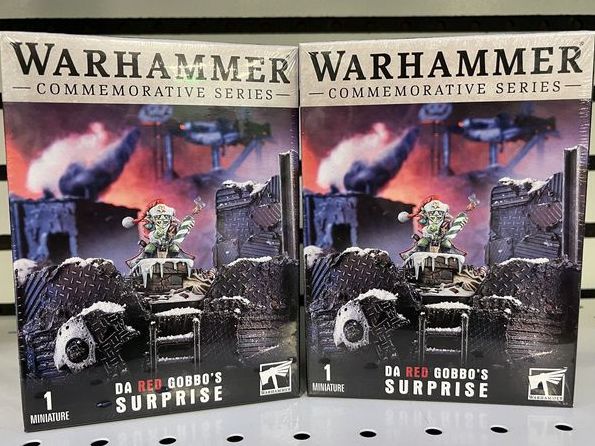 WARHAMMER
COMMEMORATIVE SERIES
1
MINIATURE
DA RED GOBBO'S
SURPRISE
WARHAMMER
WARHAMMER
COMMEMORATIVE SERIES
1
MINIATURE
DA RED GOBBO'S
SURPRISE
WARHAMMER